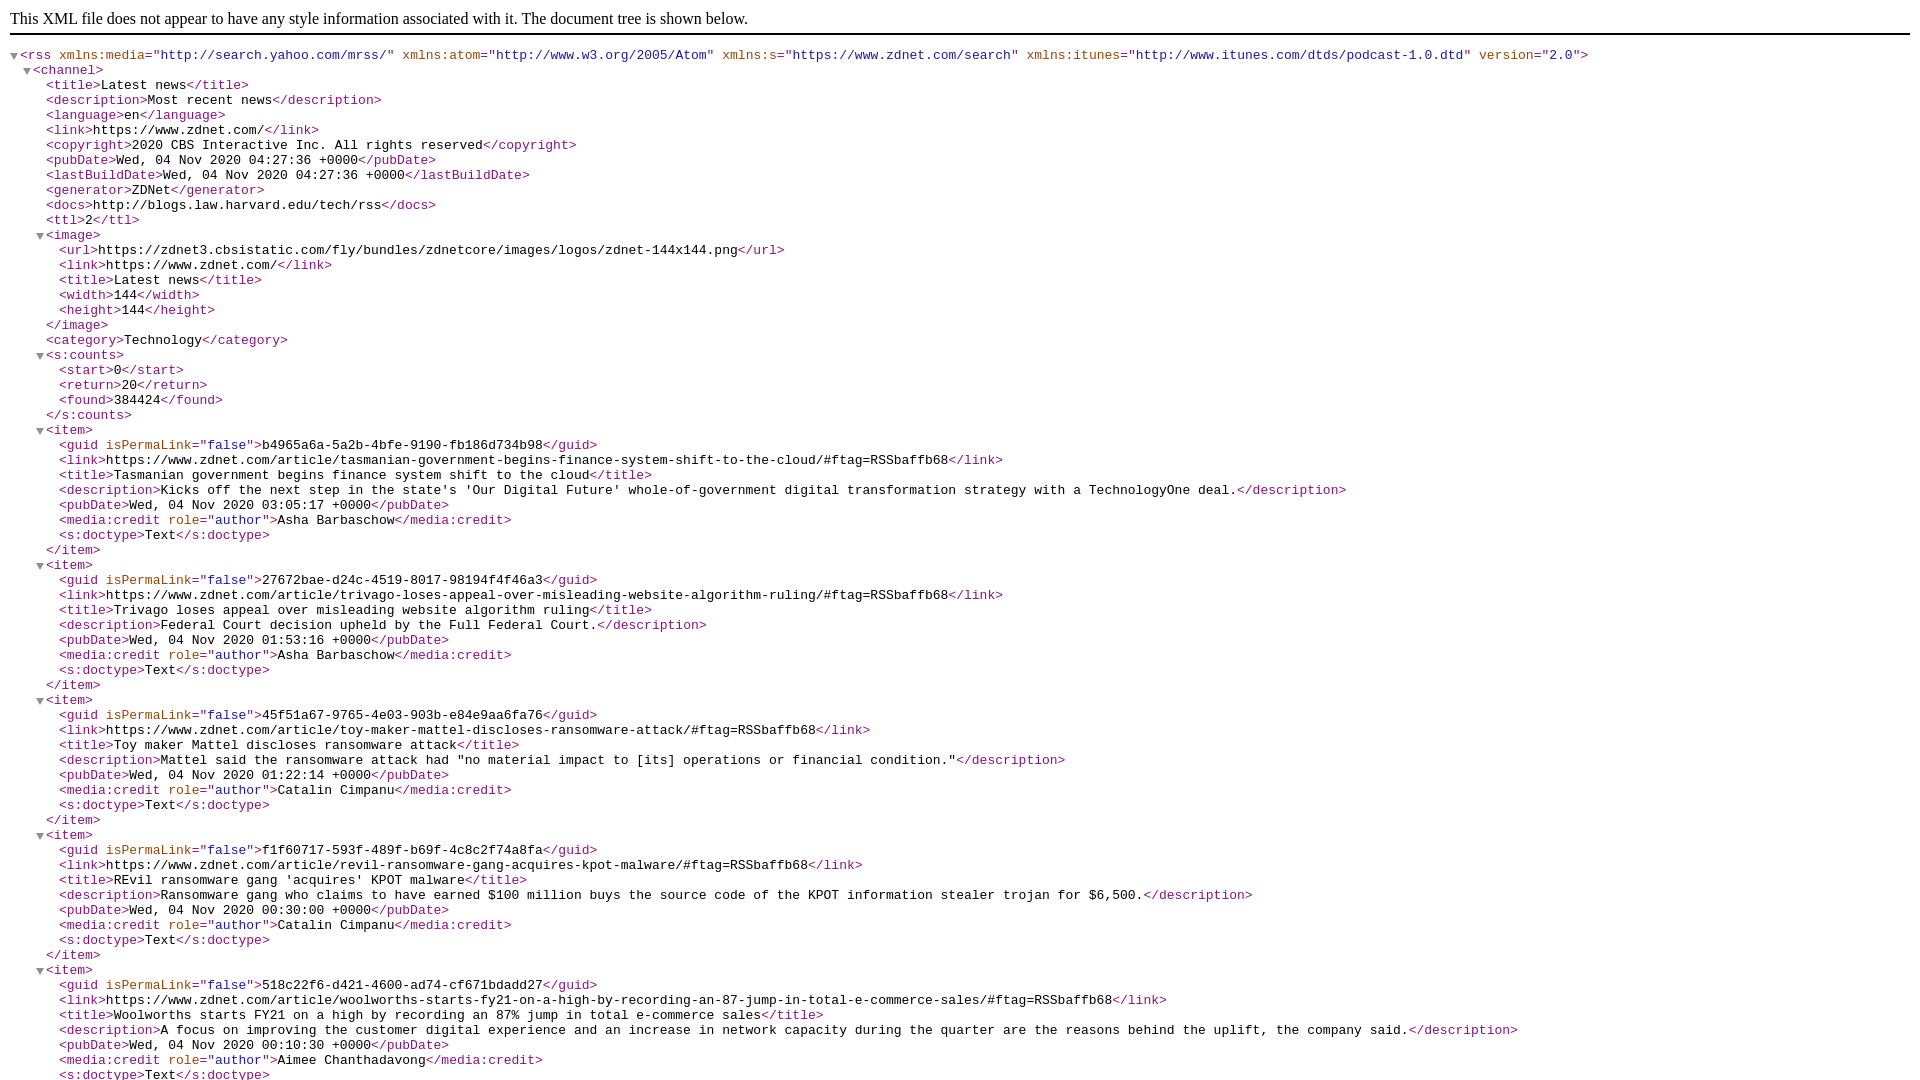 This XML file does not appear to have any style information associated with it. The document tree is shown below.
<rss xmlns:media="http://search.yahoo.com/mrss/" xmlns:atom="http://www.w3.org/2005/Atom" xmlns:s="https://www.zdnet.com/search" xmlns:itunes="http://www.itunes.com/dtds/podcast-1.0.dtd" version="2.0">
<channel>
<title>Latest news</title>
<description>Most recent news</description>
<language>en</language>
<link>https://www.zdnet.com/</link>
<copyright>2020 CBS Interactive Inc. All rights reserved</copyright>
<pubDate>Wed, 04 Nov 2020 04:27:36 +0000</pubDate>
<lastBuildDate>Wed, 04 Nov 2020 04:27:36 +0000</lastBuildDate>
<generator>ZDNet</generator>
<docs>http://blogs.law.harvard.edu/tech/rss</docs>
<ttl>2</ttl>
<image>
<url>https://zdnet3.cbsistatic.com/fly/bundles/zdnetcore/images/logos/zdnet-144x144.png</url>
<link>https://www.zdnet.com/</link>
<title>Latest news</title>
<width>144</width>
<height>144</height>
</image>
<category>Technology</category>
<s:counts>
<start>0</start>
<return>20</return>
<found>384424</found>
</s:counts>
<item>
<guid isPermaLink="false">b4965a6a-5a2b-4bfe-9190-fb186d734b98</guid>
<link>https://www.zdnet.com/article/tasmanian-government-begins-finance-system-shift-to-the-cloud/#ftag=RSSbaffb68</link>
<title>Tasmanian government begins finance system shift to the cloud</title>
<description>Kicks off the next step in the state's 'Our Digital Future' whole-of-government digital transformation strategy with a TechnologyOne deal.</description>
<pubDate>Wed, 04 Nov 2020 03:05:17 +0000</pubDate>
<media:credit role="author">Asha Barbaschow</media:credit>
<s:doctype>Text</s:doctype>
</item>
<item>
<guid isPermaLink="false">27672bae-d24c-4519-8017-98194f4f46a3</guid>
<link>https://www.zdnet.com/article/trivago-loses-appeal-over-misleading-website-algorithm-ruling/#ftag=RSSbaffb68</link>
<title>Trivago loses appeal over misleading website algorithm ruling</title>
<description>Federal Court decision upheld by the Full Federal Court.</description>
<pubDate>Wed, 04 Nov 2020 01:53:16 +0000</pubDate>
<media:credit role="author">Asha Barbaschow</media:credit>
<s:doctype>Text</s:doctype>
</item>
<item>
<guid isPermaLink="false">45f51a67-9765-4e03-903b-e84e9aa6fa76</guid>
<link>https://www.zdnet.com/article/toy-maker-mattel-discloses-ransomware-attack/#ftag=RSSbaffb68</link>
<title>Toy maker Mattel discloses ransomware attack</title>
<description>Mattel said the ransomware attack had "no material impact to [its] operations or financial condition."</description>
<pubDate>Wed, 04 Nov 2020 01:22:14 +0000</pubDate>
<media:credit role="author">Catalin Cimpanu</media:credit>
<s:doctype>Text</s:doctype>
</item>
<item>
<guid isPermaLink="false">f1f60717-593f-489f-b69f-4c8c2f74a8fa</guid>
<link>https://www.zdnet.com/article/revil-ransomware-gang-acquires-kpot-malware/#ftag=RSSbaffb68</link>
<title>REvil ransomware gang 'acquires' KPOT malware</title>
<description>Ransomware gang who claims to have earned $100 million buys the source code of the KPOT information stealer trojan for $6,500.</description>
<pubDate>Wed, 04 Nov 2020 00:30:00 +0000</pubDate>
<media:credit role="author">Catalin Cimpanu</media:credit>
<s:doctype>Text</s:doctype>
</item>
<item>
<guid isPermaLink="false">518c22f6-d421-4600-ad74-cf671bdadd27</guid>
<link>https://www.zdnet.com/article/woolworths-starts-fy21-on-a-high-by-recording-an-87-jump-in-total-e-commerce-sales/#ftag=RSSbaffb68</link>
<title>Woolworths starts FY21 on a high by recording an 87% jump in total e-commerce sales</title>
<description>A focus on improving the customer digital experience and an increase in network capacity during the quarter are the reasons behind the uplift, the company said.</description>
<pubDate>Wed, 04 Nov 2020 00:10:30 +0000</pubDate>
<media:credit role="author">Aimee Chanthadavong</media:credit>
<s:doctype>Text</s:doctype>